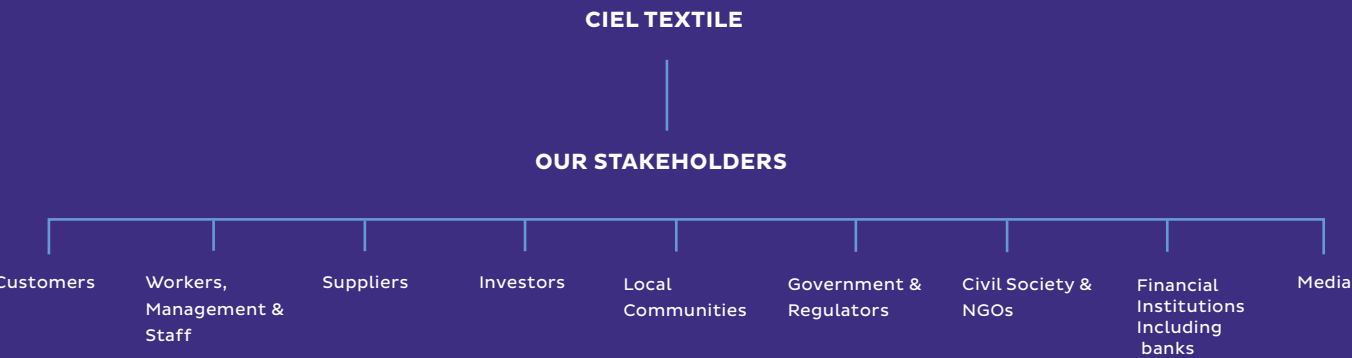 CIEL TEXTILE
OUR STAKEHOLDERS
Customers
Workers,
Management &
Staff
Suppliers
Investors
Local
Communities
Government &
Regulators
Civil Society &
NGOs
Financial
Institutions
Including
banks
Media